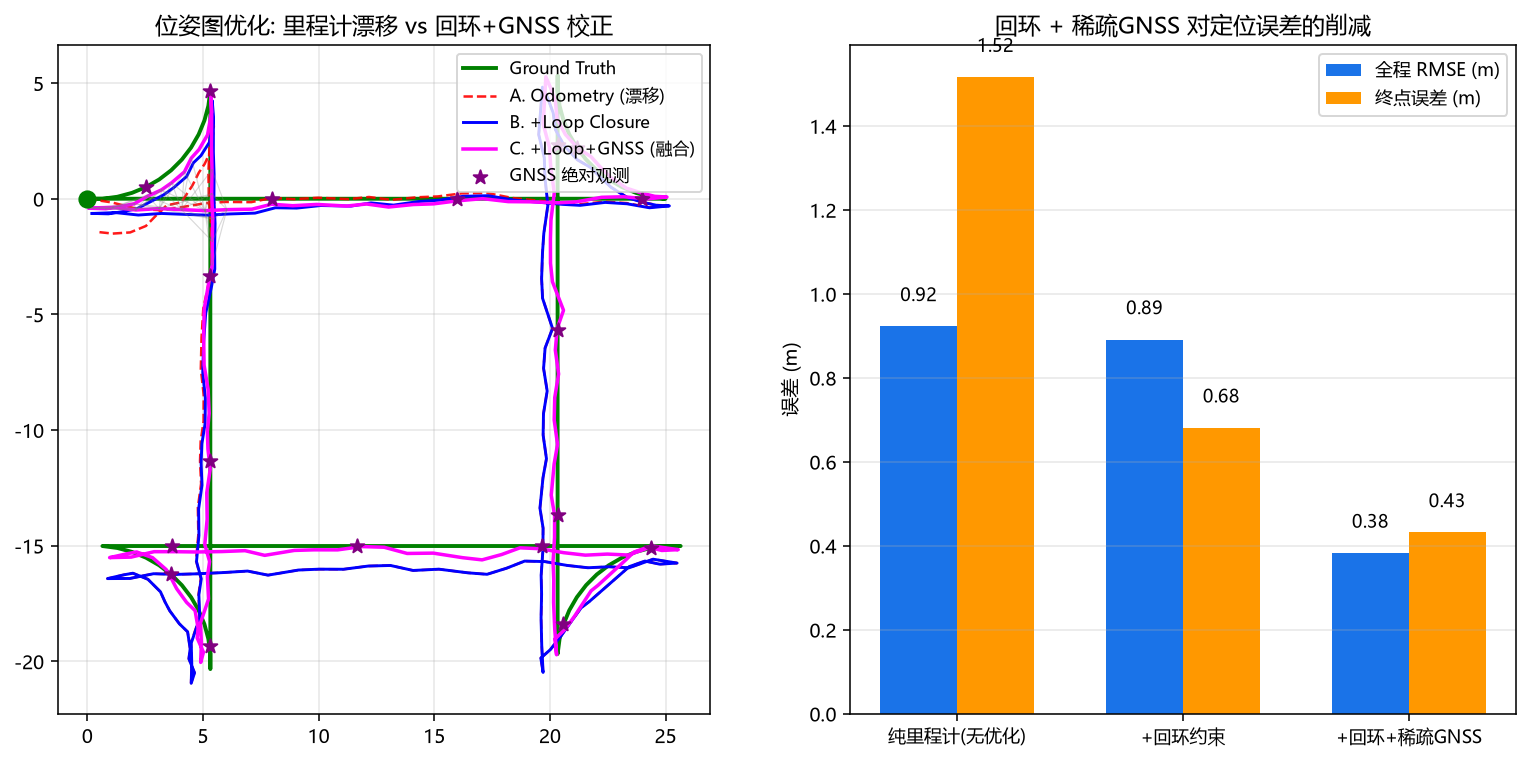 位姿图优化: 里程计漂移 vs 回环+GNSS 校正
Ground Truth
A. Odometry (漂移)
B. +Loop Closure
C. +Loop+GNSS (融合)
GNSS 绝对观测
5
0
-5
-10
-15
-20
0
5
10
15
20
25
回环 + 稀疏GNSS 对定位误差的削减
全程 RMSE (m)
终点误差 (m)
误差 (m)
1.4
1.2
1.0
0.8
0.6
0.4
0.2
0.0
0.92
1.52
0.89
0.68
0.38
0.43
纯里程计(无优化)
+回环约束
+回环+稀疏GNSS